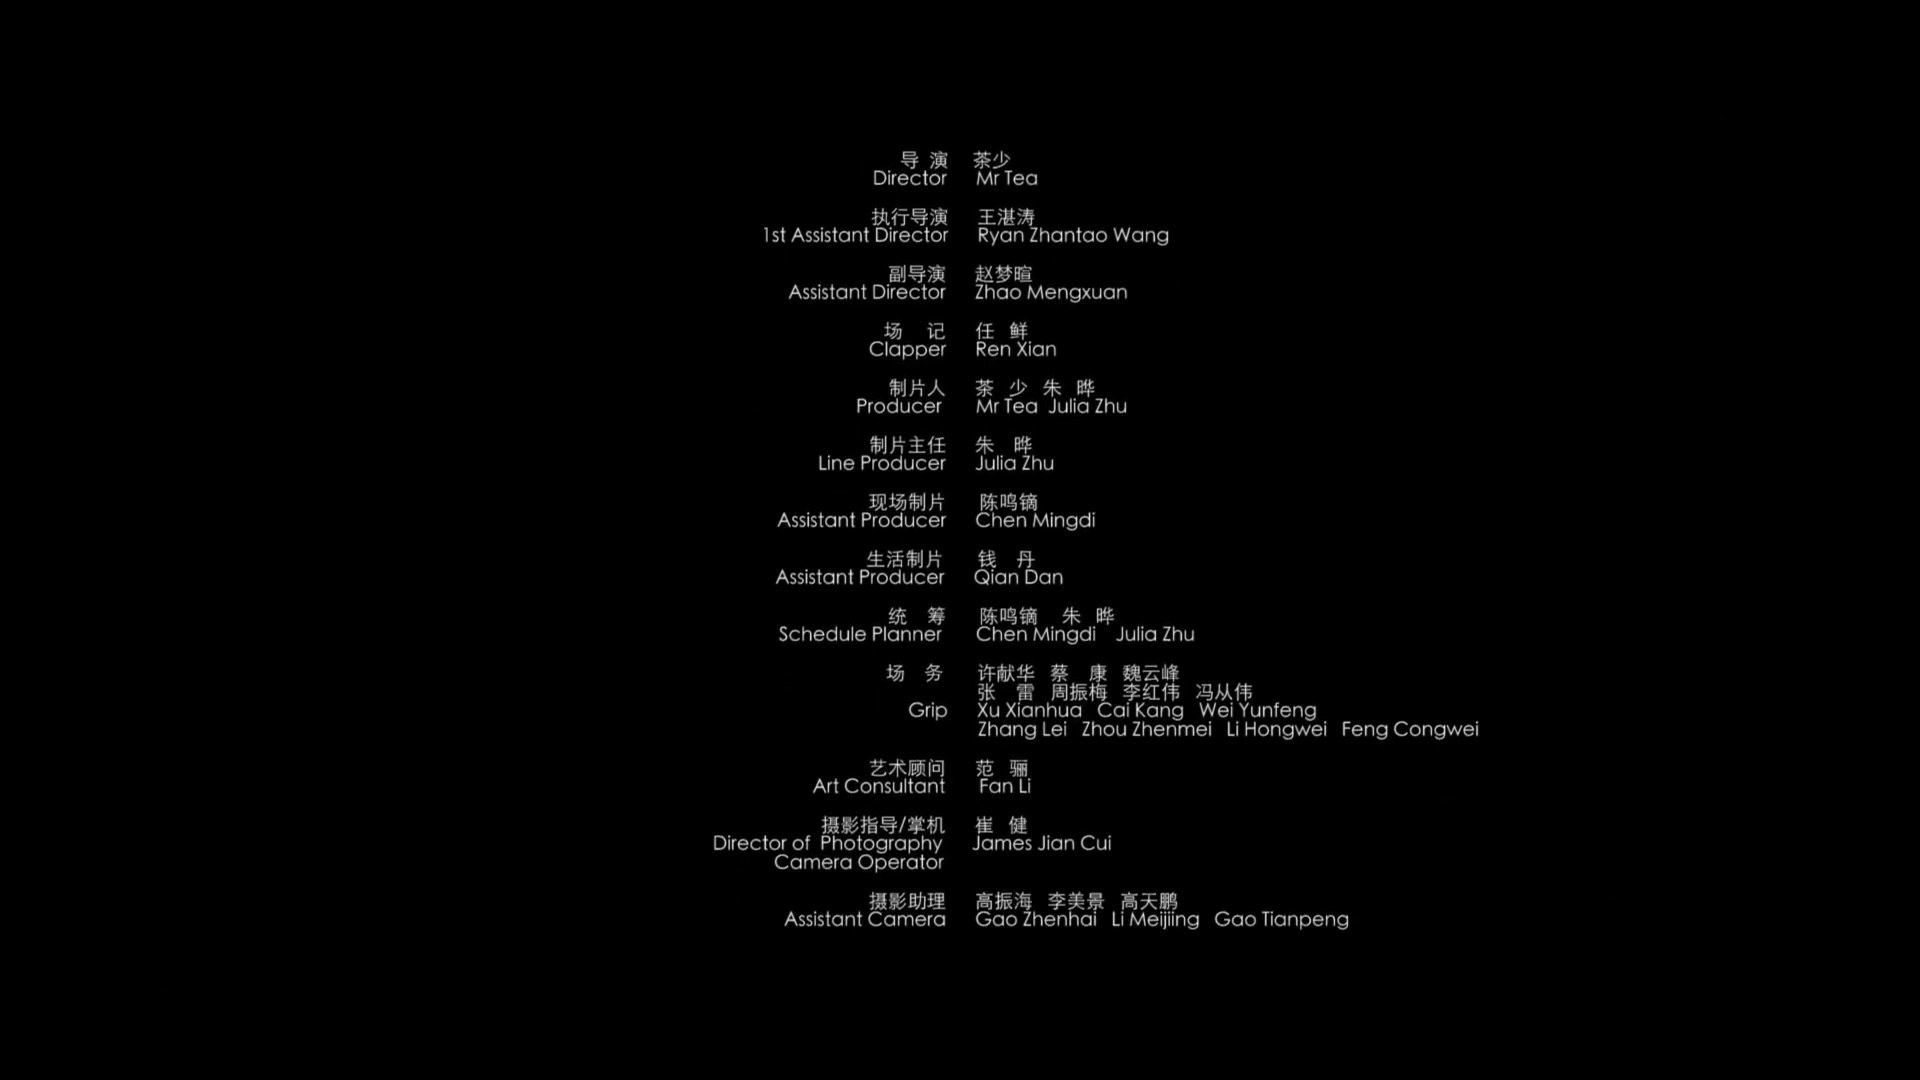 导 演 茶少
Director Mr Tea
执行导演 王湛涛
1st Assistant Director Ryan Zhantao Wang
副导演 赵梦暄
Assistant Director Zhao Mengxuan
场 记 任 鲜
Clapper Ren Xian
制片人 茶 少 朱 晔
Producer Mr Tea Julia Zhu
制片主任 朱 晔
Line Producer Julia Zhu
现场制片 陈鸣镝
Assistant Producer Chen Mingdi
生活制片 钱 丹
Assistant Producer Qian Dan
统 筹 陈鸣镝 朱 晔
Schedule Planner Chen Mingdi Julia Zhu
场 务 许献华 蔡 康 魏云峰
张 雷 周振梅 李红伟 冯从伟
Grip Xu Xianhua Cai Kang Wei Yunfeng
Zhang Lei Zhou Zhenmei Li Hongwei Feng Congwei
艺术顾问 范 骊
Art Consultant Fan Li
摄影指导/掌机 崔 健
Director of Photography James Jian Cui
Camera Operator
摄影助理 高振海 李美景 高天鹏
Assistant Camera Gao Zhenhai Li Meijiing Gao Tianpeng